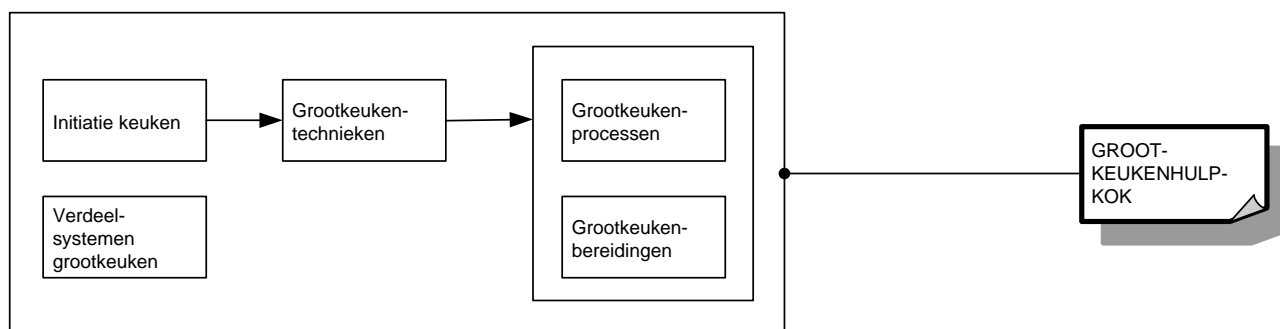 Initiatie keuken
Grootkeuken-
technieken
Grootkeuken-
processen
Verdeel-
systemen
grootkeuken
Grootkeuken-
bereidingen
GROOT-
KEUKENHULP-
KOK